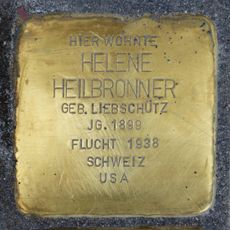 HIER WOHNTE
HELENE
HEILBRONNER
GEB. LIEBSCHÜTZ
JG. 1899
FLUCHT 1938
SCHWEIZ
USA